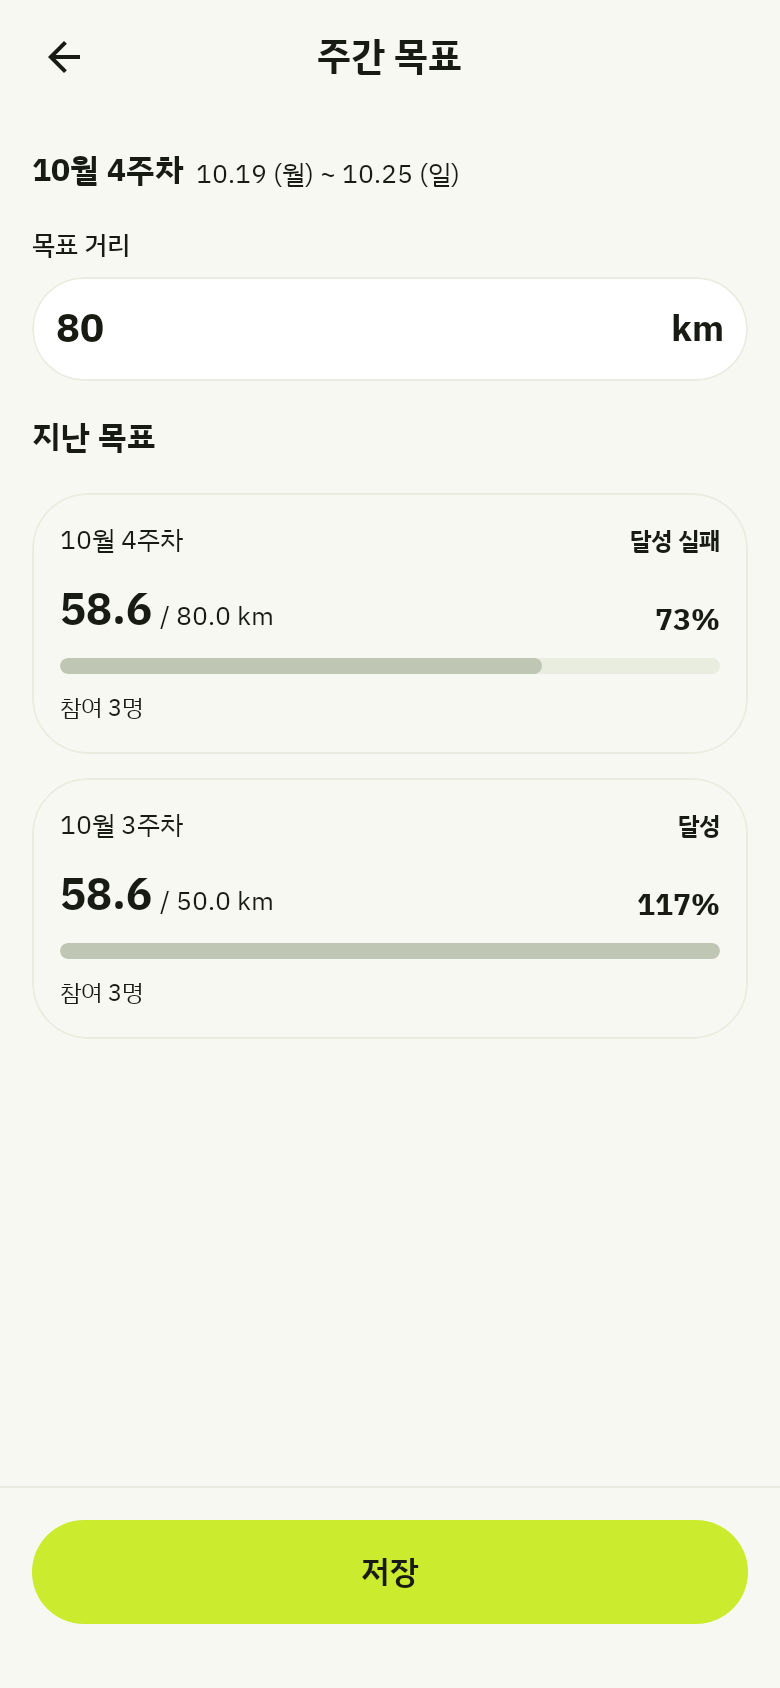 주간 목표
10월 4주차 10.19 (월) ~ 10.25 (일)
목표 거리
80 km
지난 목표
10월 4주차 달성 실패
58.6 / 80.0 km 73%
참여 3명
10월 3주차 달성
58.6 / 50.0 km 117%
참여 3명
저장